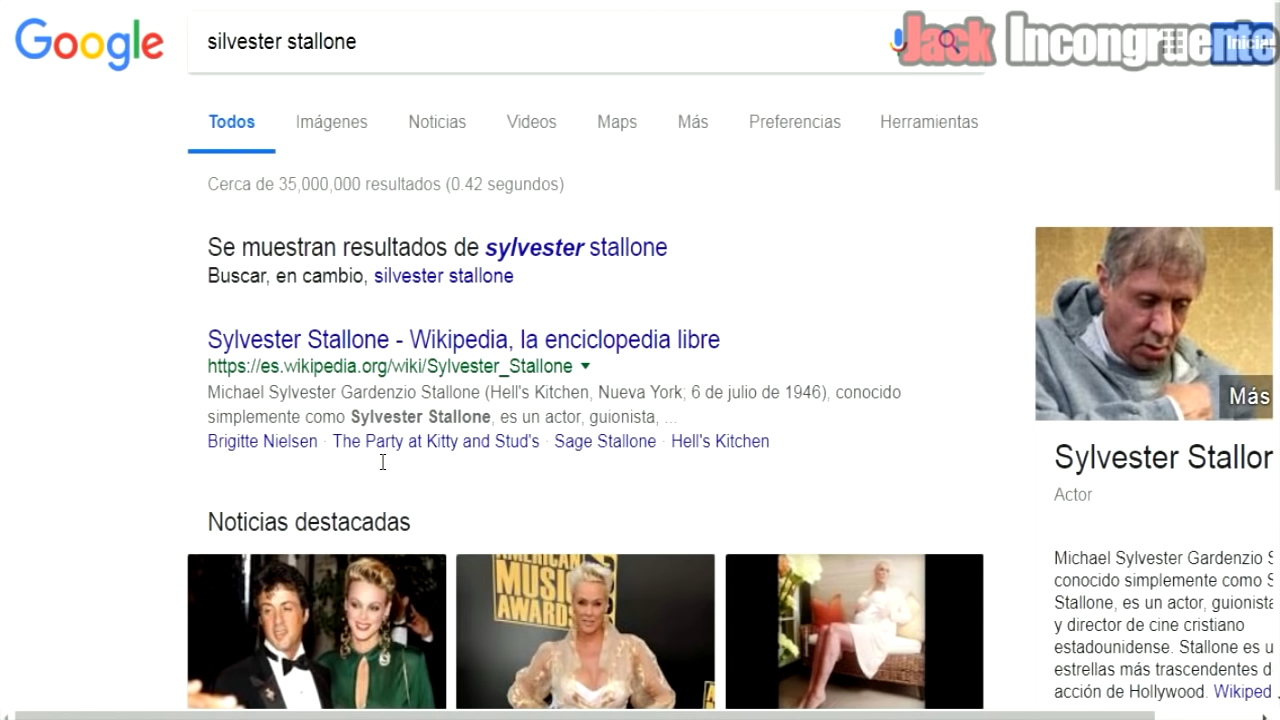 Google
silvester stallone
Jack Incongruente
Todos
Imágenes
Noticias
Videos
Maps
Más
Preferencias
Herramientas
Cerca de 35,000,000 resultados (0.42 segundos)
Se muestran resultados de sylvester stallone
Buscar, en cambio, silvester stallone
Sylvester Stallone - Wikipedia, la enciclopedia libre
https://es.wikipedia.org/wiki/Sylvester_Stallone
Michael Sylvester Gardenzio Stallone (Hell's Kitchen, Nueva York; 6 de julio de 1946), conocido
simplemente como Sylvester Stallone, es un actor, guionista, ...
Brigitte Nielsen · The Party at Kitty and Stud's · Sage Stallone · Hell's Kitchen
Noticias destacadas
AMERICAN
MUSIC
AWARDS
Más
Sylvester Stallor
Actor
Michael Sylvester Gardenzio S
conocido simplemente como S
Stallone, es un actor, guionista
y director de cine cristiano
estadounidense. Stallone es u
estrellas más trascendentes d
acción de Hollywood. Wikiped